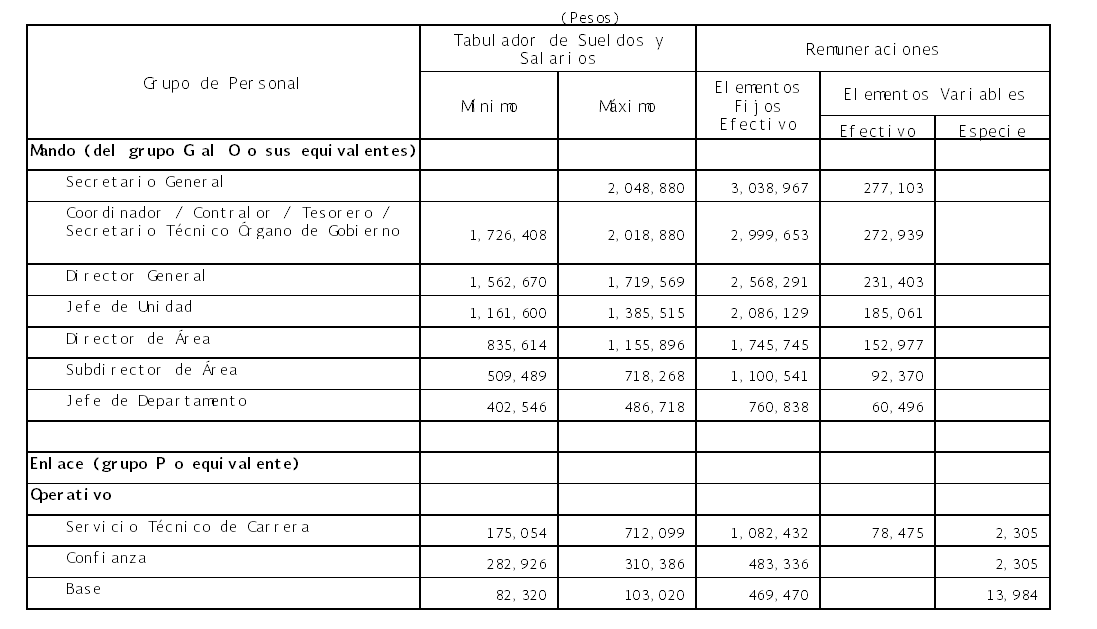 (Pesos)
Grupo de Personal
Tabulador de Sueldos y
Salarios
Remuneraciones
Mínimo
Máximo
Elementos
Fijos
Efectivo
Elementos Variables
Efectivo
Especie
Mando (del grupo G al O o sus equivalentes)
Secretario General 2,048,880 3,038,967 277,103
Coordinador / Contralor / Tesorero /
Secretario Técnico Órgano de Gobierno 1,726,408 2,018,880 2,999,653 272,939
Director General 1,562,670 1,719,569 2,568,291 231,403
Jefe de Unidad 1,161,600 1,385,515 2,086,129 185,061
Director de Área 835,614 1,155,896 1,745,745 152,977
Subdirector de Área 509,489 718,268 1,100,541 92,370
Jefe de Departamento 402,546 486,718 760,838 60,496
Enlace (grupo P o equivalente)
Operativo
Servicio Técnico de Carrera 175,054 712,099 1,082,432 78,475 2,305
Confianza 282,926 310,386 483,336 2,305
Base 82,320 103,020 469,470 13,984